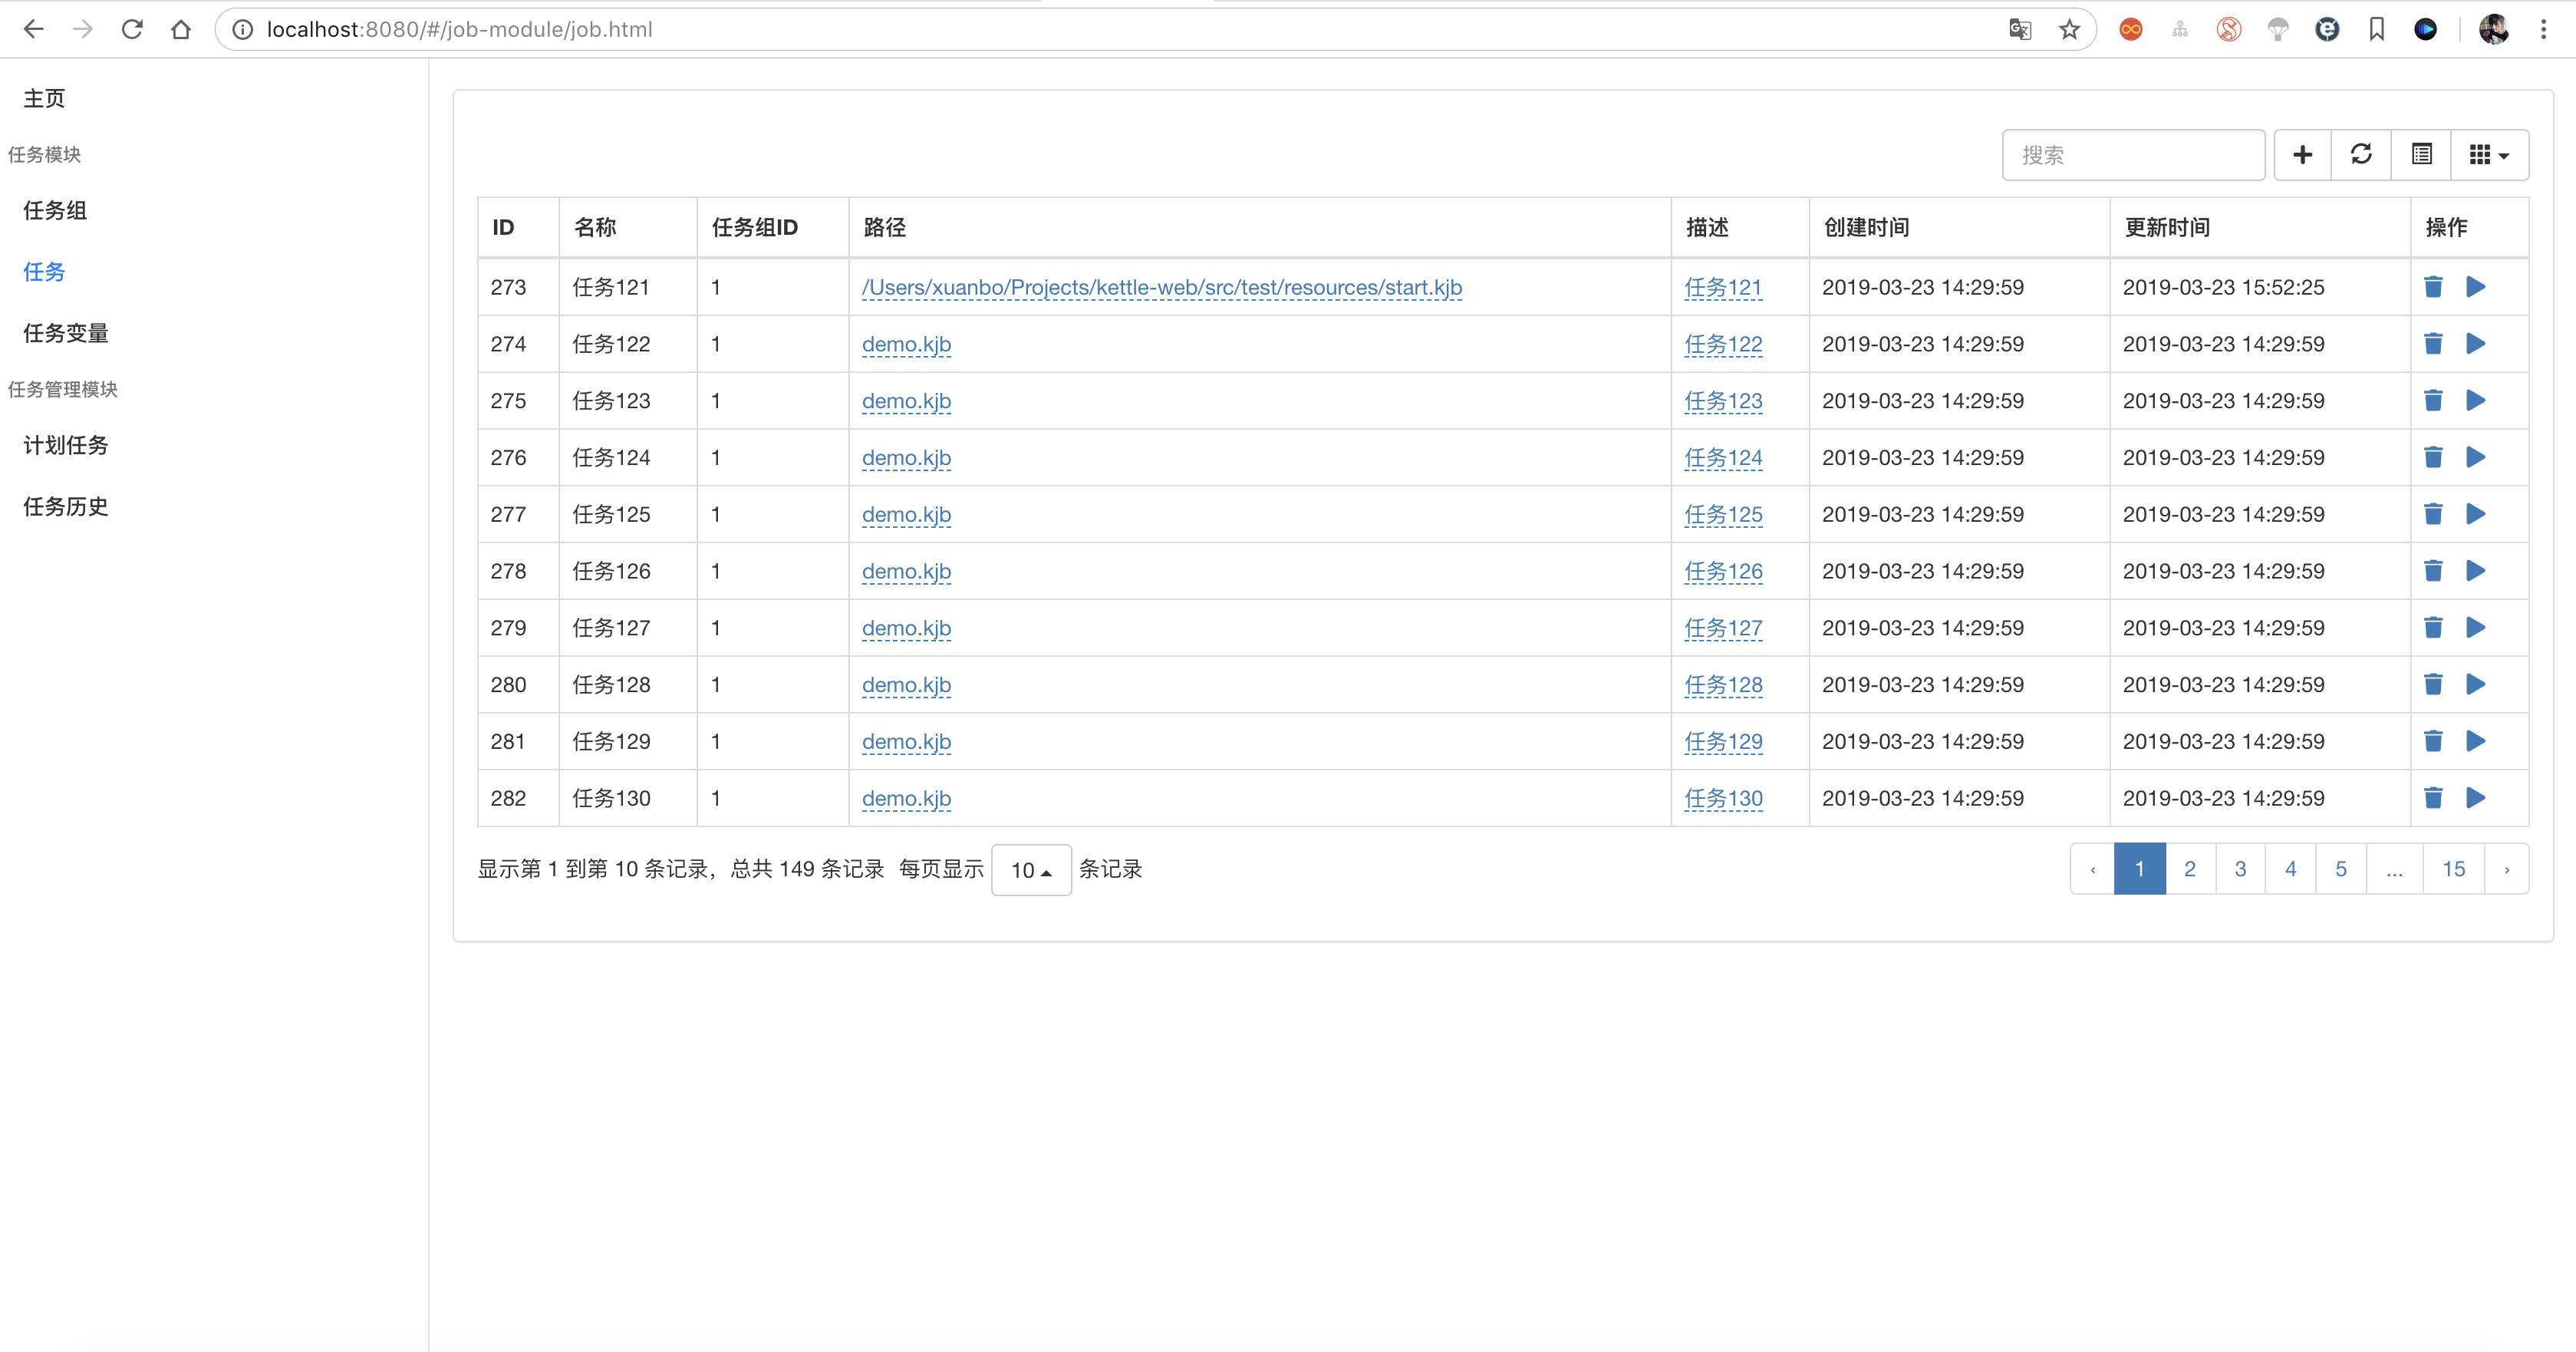 localhost:8080/#/job-module/job.html
主页
任务模块
任务组
任务
任务变量
任务管理模块
计划任务
任务历史
搜索
ID 名称 任务组ID 路径 描述 创建时间 更新时间 操作
273 任务121 1 /Users/xuanbo/Projects/kettle-web/src/test/resources/start.kjb 任务121 2019-03-23 14:29:59 2019-03-23 15:52:25
274 任务122 1 demo.kjb 任务122 2019-03-23 14:29:59 2019-03-23 14:29:59
275 任务123 1 demo.kjb 任务123 2019-03-23 14:29:59 2019-03-23 14:29:59
276 任务124 1 demo.kjb 任务124 2019-03-23 14:29:59 2019-03-23 14:29:59
277 任务125 1 demo.kjb 任务125 2019-03-23 14:29:59 2019-03-23 14:29:59
278 任务126 1 demo.kjb 任务126 2019-03-23 14:29:59 2019-03-23 14:29:59
279 任务127 1 demo.kjb 任务127 2019-03-23 14:29:59 2019-03-23 14:29:59
280 任务128 1 demo.kjb 任务128 2019-03-23 14:29:59 2019-03-23 14:29:59
281 任务129 1 demo.kjb 任务129 2019-03-23 14:29:59 2019-03-23 14:29:59
282 任务130 1 demo.kjb 任务130 2019-03-23 14:29:59 2019-03-23 14:29:59
显示第 1 到第 10 条记录，总共 149 条记录 每页显示 10 条记录 ‹ 1 2 3 4 5 ... 15 ›